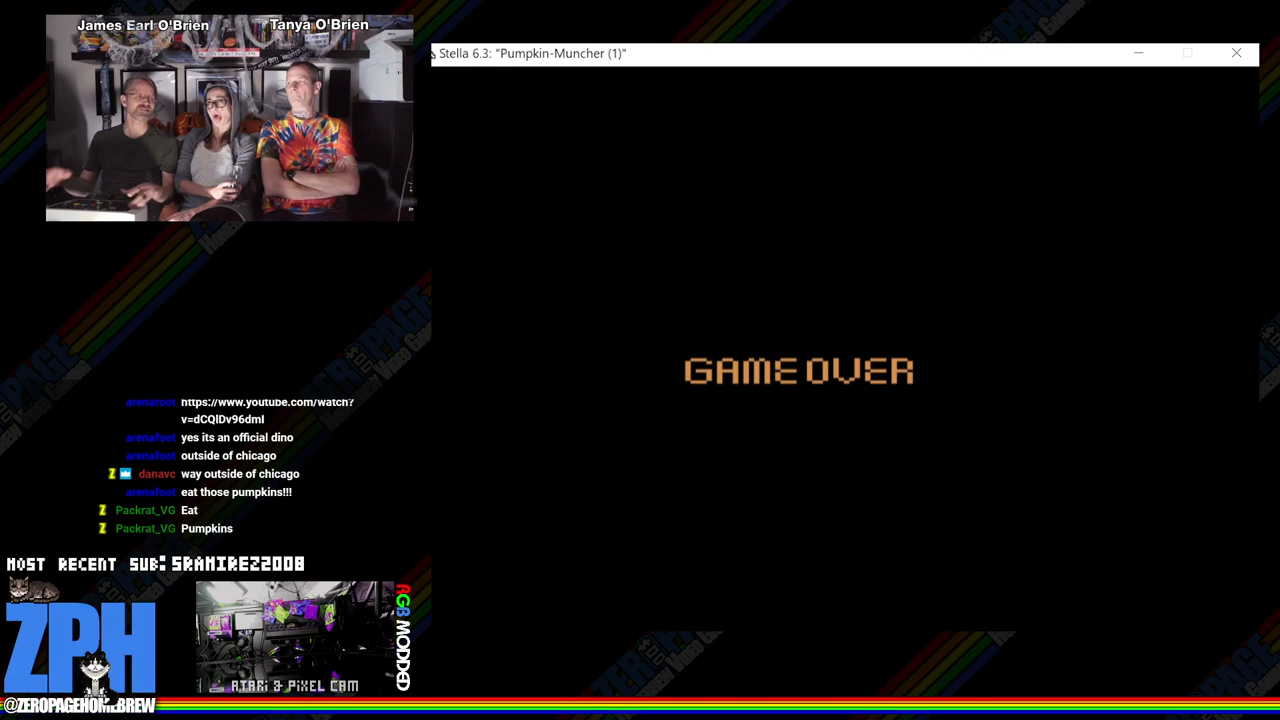 James Earl O'Brien
Tanya O'Brien
Stella 6.3: "Pumpkin-Muncher (1)"
GAME OVER
arenafoot https://www.youtube.com/watch?
v=dCQlDv96dmI
arenafoot yes its an official dino
arenafoot outside of chicago
Z danavc way outside of chicago
arenafoot eat those pumpkins!!!
Z Packrat_VG Eat
Z Packrat_VG Pumpkins
MOST RECENT SUB: SRAMIREZ2008
ZPH
RGB MODDED
ATARI & PIXEL CAM
@ZEROPAGEHOMEBREW